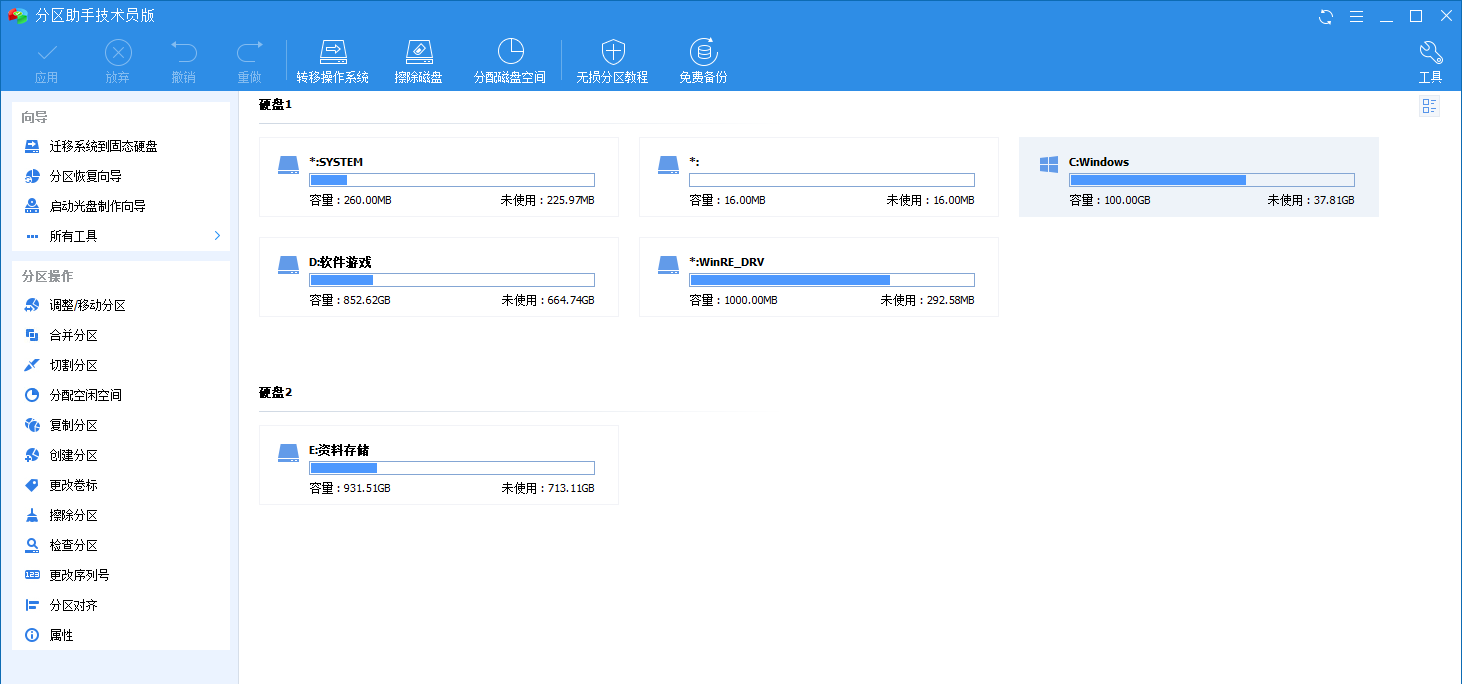 分区助手技术员版
应用
放弃
撤销
重做
转移操作系统
擦除磁盘
分配磁盘空间
无损分区教程
免费备份
工具
向导
迁移系统到固态硬盘
分区恢复向导
启动光盘制作向导
所有工具
分区操作
调整/移动分区
合并分区
切割分区
分配空闲空间
复制分区
创建分区
更改卷标
擦除分区
检查分区
更改序列号
分区对齐
属性
硬盘1
*:SYSTEM
容量：260.00MB 未使用：225.97MB
*:
容量：16.00MB 未使用：16.00MB
C:Windows
容量：100.00GB 未使用：37.81GB
D:软件游戏
容量：852.62GB 未使用：664.74GB
*:WinRE_DRV
容量：1000.00MB 未使用：292.58MB
硬盘2
E:资料存储
容量：931.51GB 未使用：713.11GB